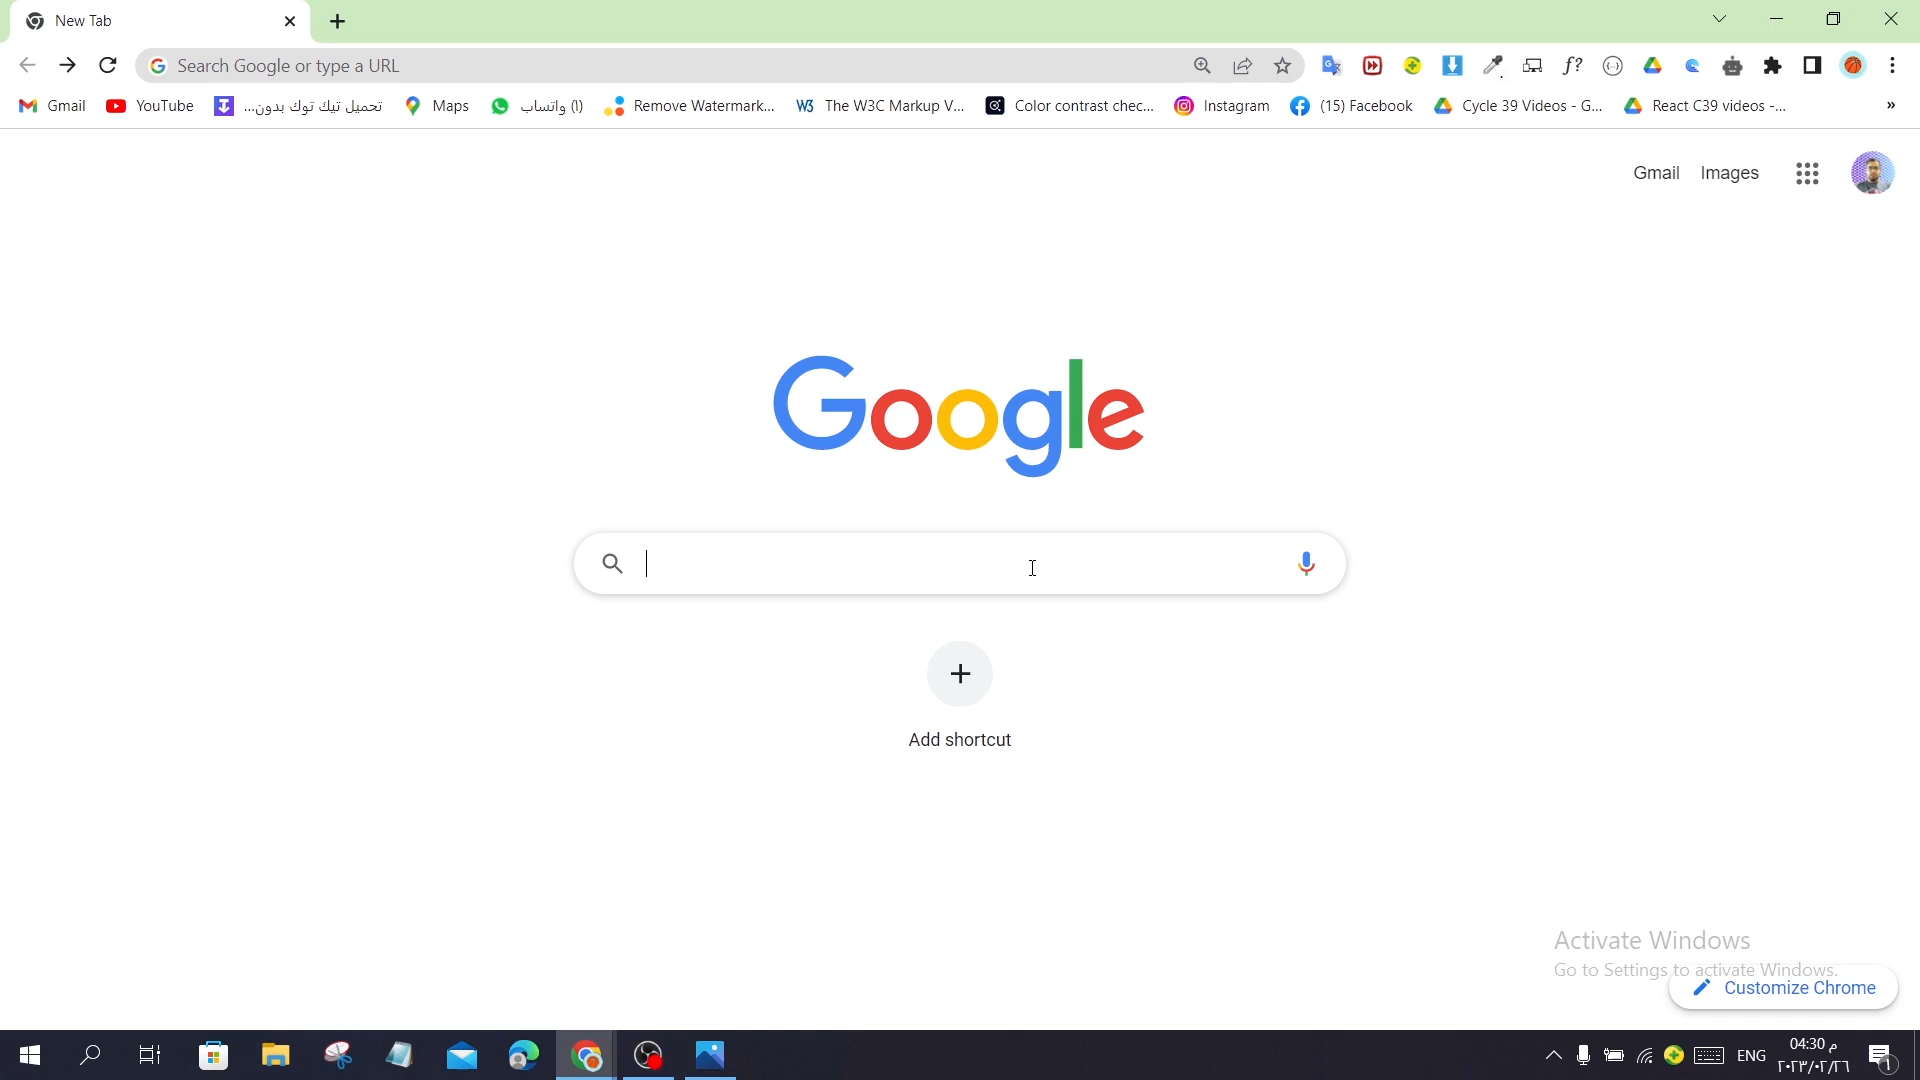 New Tab
Search Google or type a URL
Gmail YouTube تحميل تيك توك بدون... Maps (١) واتساب Remove Watermark... The W3C Markup V... Color contrast chec... Instagram (15) Facebook Cycle 39 Videos - G... React C39 videos -... »
Gmail Images
Google
Add shortcut
Activate Windows
Go to Settings to activate Windows.
Customize Chrome
ENG
04:30 م
٢٠٢٣/٠٢/٢٦
١